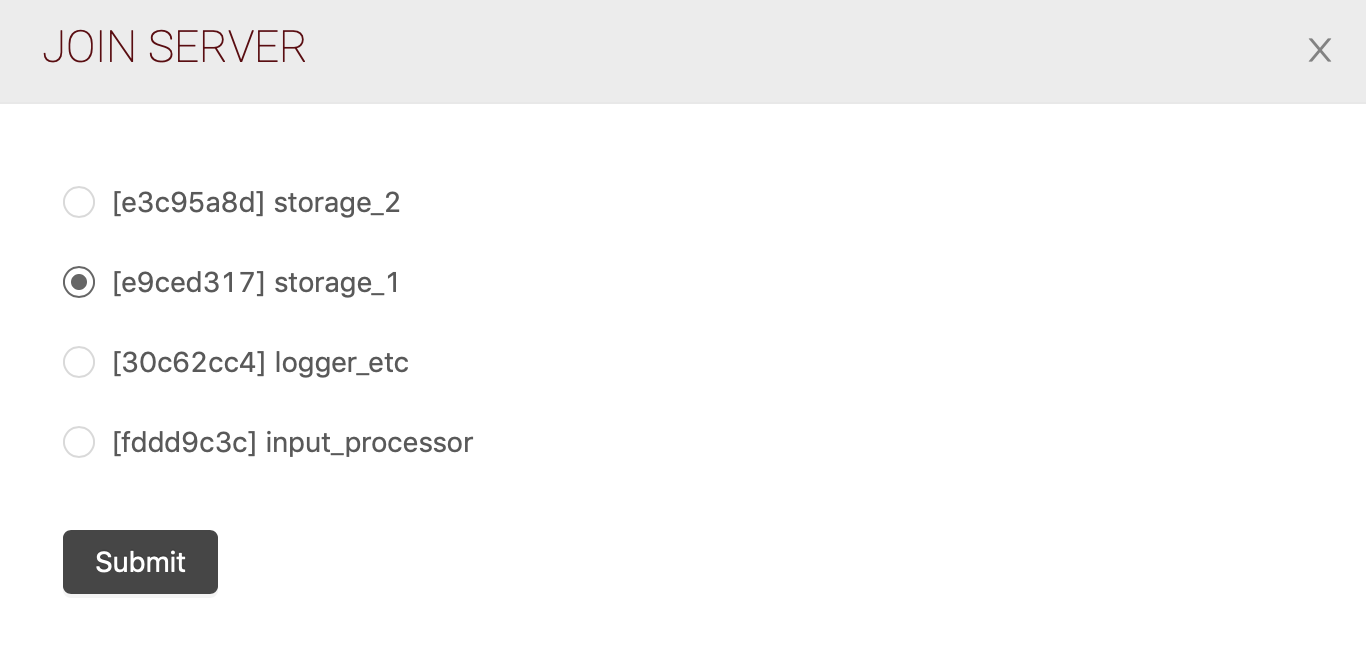 JOIN SERVER
X
[e3c95a8d] storage_2
[e9ced317] storage_1
[30c62cc4] logger_etc
[fddd9c3c] input_processor
Submit